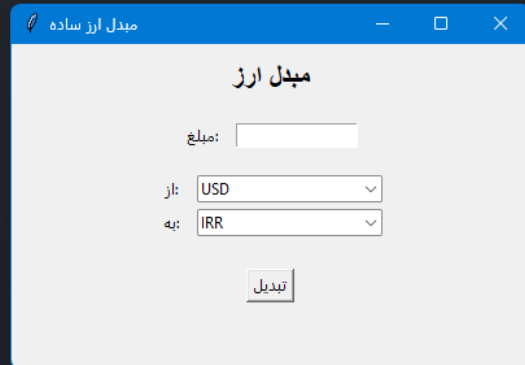 مبدل ارز ساده
مبدل ارز
مبلغ:
از: USD
به: IRR
تبدیل